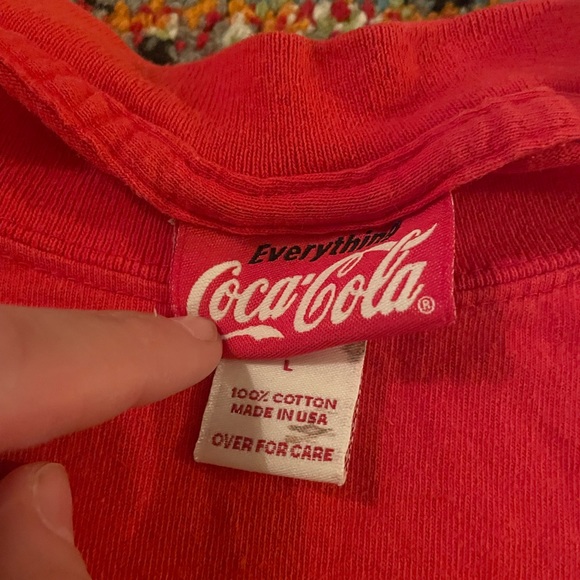 Everything
Coca-Cola®
L
100% COTTON
MADE IN USA
OVER FOR CARE